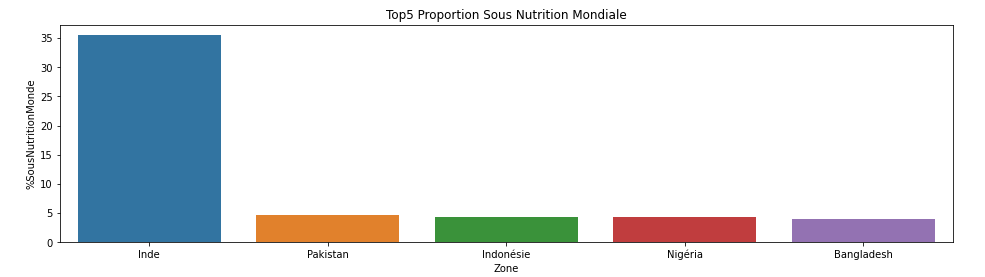 Top5 Proportion Sous Nutrition Mondiale
%SousNutritionMonde
35
30
25
20
15
10
5
0
Inde Pakistan Indonésie Nigéria Bangladesh
Zone